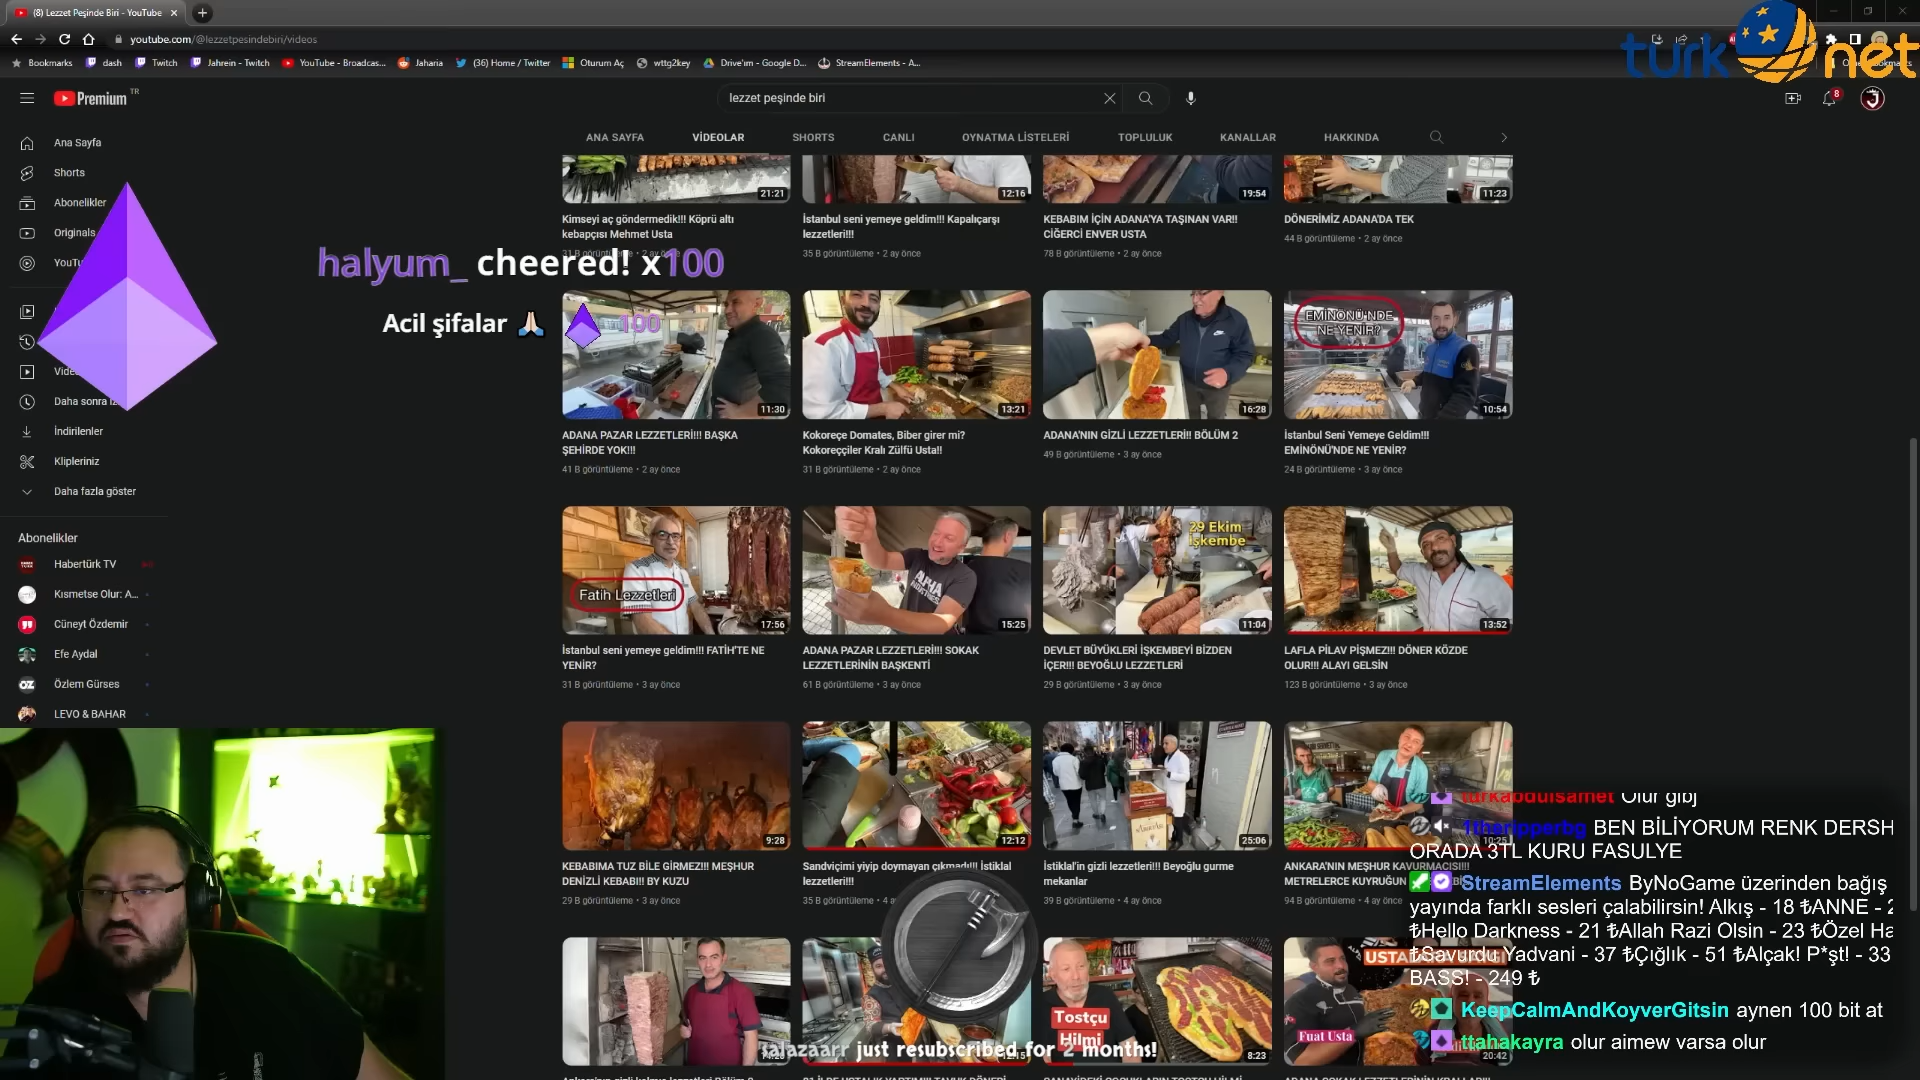 (8) Lezzet Peşinde Biri - YouTube
youtube.com/@lezzetpesindebiri/videos
Bookmarks
dash
Twitch
Jahrein - Twitch
YouTube - Broadcas...
Jaharia
(36) Home / Twitter
Oturum Aç
wttg2key
Drive'ım - Google D...
StreamElements - A...
turk net
Premium TR
lezzet peşinde biri
8
ANA SAYFA
VİDEOLAR
SHORTS
CANLI
OYNATMA LİSTELERİ
TOPLULUK
KANALLAR
HAKKINDA
Ana Sayfa
Shorts
Abonelikler
Originals
Daha sonra
İndirilenler
Klipleriniz
Daha fazla göster
Abonelikler
Habertürk TV
Kısmetse Olur: A...
Cüneyt Özdemir
Efe Aydal
Özlem Gürses
LEVO & BAHAR
halyum_ cheered! x100
Acil şifalar 🙏🏻 100
21:21
Kimseyi aç göndermedik!!! Köprü altı
kebapçısı Mehmet Usta
12:16
İstanbul seni yemeye geldim!!! Kapalıçarşı
lezzetleri!!!
35 B görüntüleme • 2 ay önce
19:54
KEBABIM İÇİN ADANA'YA TAŞINAN VAR!!
CİĞERCİ ENVER USTA
78 B görüntüleme • 2 ay önce
11:23
DÖNERİMİZ ADANA'DA TEK
44 B görüntüleme • 2 ay önce
11:30
ADANA PAZAR LEZZETLERİ!!! BAŞKA
ŞEHİRDE YOK!!!
41 B görüntüleme • 2 ay önce
13:21
Kokoreçe Domates, Biber girer mi?
Kokoreççiler Kralı Zülfü Usta!!
31 B görüntüleme • 2 ay önce
16:28
ADANA'NIN GİZLİ LEZZETLERİ!! BÖLÜM 2
49 B görüntüleme • 3 ay önce
EMİNÖNÜ'NDE
NE YENİR?
10:54
İstanbul Seni Yemeye Geldim!!!
EMİNÖNÜ'NDE NE YENİR?
24 B görüntüleme • 3 ay önce
Fatih Lezzetleri
17:56
İstanbul seni yemeye geldim!!! FATİH'TE NE
YENİR?
31 B görüntüleme • 3 ay önce
ALPHA
15:25
ADANA PAZAR LEZZETLERİ!!! SOKAK
LEZZETLERİNİN BAŞKENTİ
61 B görüntüleme • 3 ay önce
29 Ekim
İşkembe
11:04
DEVLET BÜYÜKLERİ İŞKEMBEYİ BİZDEN
İÇER!!! BEYOĞLU LEZZETLERİ
29 B görüntüleme • 3 ay önce
13:52
LAFLA PİLAV PİŞMEZ!!! DÖNER KÖZDE
OLUR!!! ALAYI GELSİN
123 B görüntüleme • 3 ay önce
9:28
KEBABIMA TUZ BİLE GİRMEZ!!! MEŞHUR
DENİZLİ KEBABI!! BY KUZU
29 B görüntüleme • 3 ay önce
12:12
Sandviçimi yiyip doymayan çıkmadı!!! İstiklal
lezzetleri!!!
35 B görüntüleme • 4 a
25:06
İstiklal'in gizli lezzetleri!!! Beyoğlu gurme
mekanlar
39 B görüntüleme • 4 ay önce
ANKARA'NIN MEŞHUR KAVURMACISI!!!
METRELERCE KUYRUĞUN
94 B görüntüleme • 4 ay önce
Tostçu
Hilmi
8:23
USTA
Fuat Usta
20:42
salazaarr just resubscribed for 2 months!
turkabdulsamet Olur gibj
1theripperbg BEN BİLİYORUM RENK DERSH
ORADA 3TL KURU FASULYE
StreamElements ByNoGame üzerinden bağış
yayında farklı sesleri çalabilirsin! Alkış - 18 ₺ANNE - 2
₺Hello Darkness - 21 ₺Allah Razi Olsin - 23 ₺Özel Ha
₺Savurdu Yadvani - 37 ₺Çığlık - 51 ₺Alçak! P*şt! - 33
BASS! - 249 ₺
KeepCalmAndKoyverGitsin aynen 100 bit at
ttahakayra olur aimew varsa olur